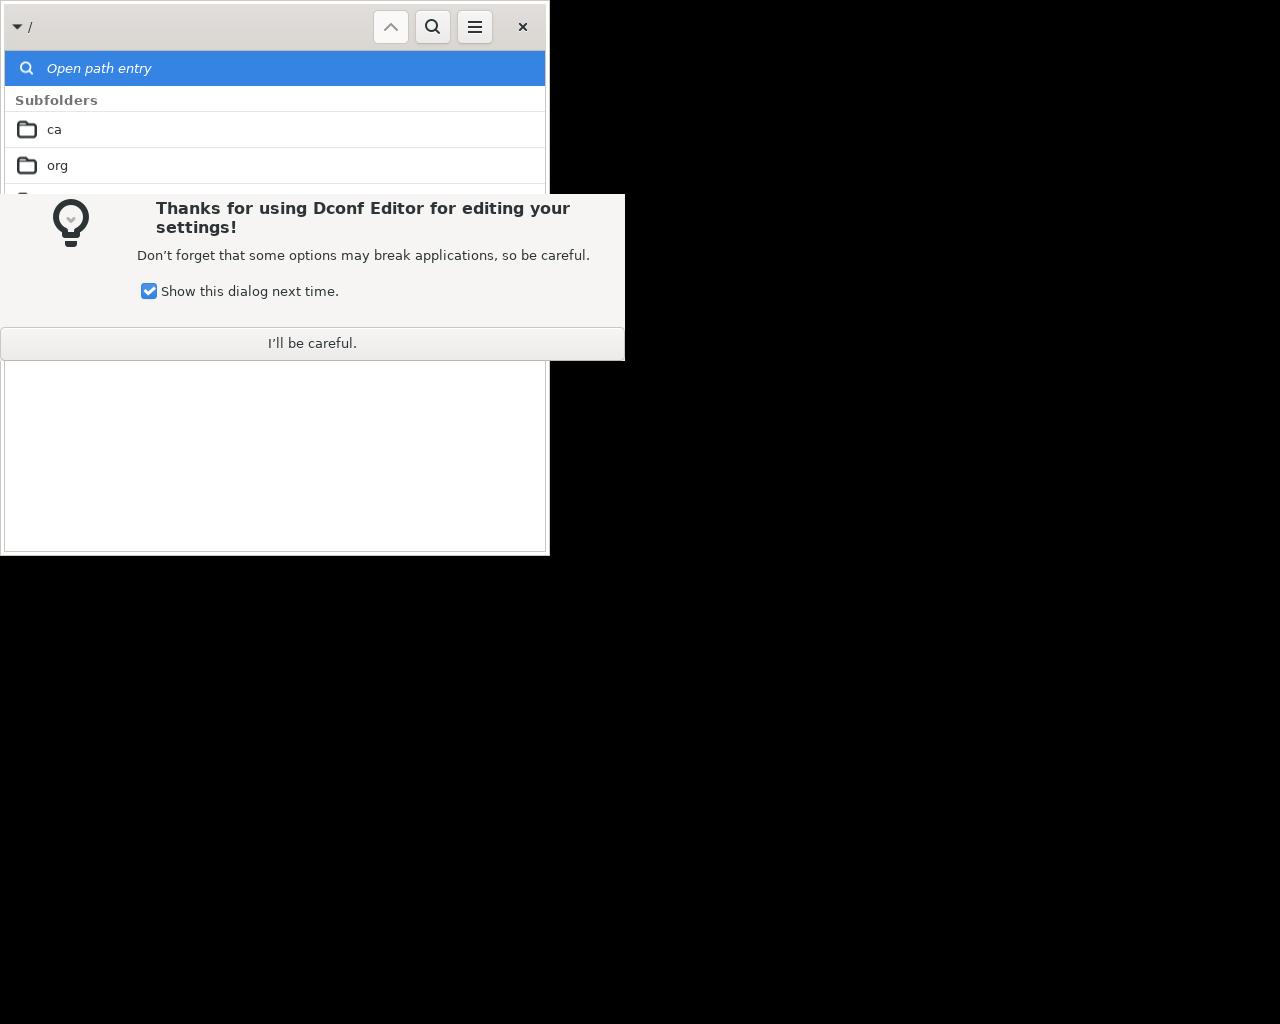 /
Open path entry
Subfolders
ca
org
Thanks for using Dconf Editor for editing your
settings!
Don’t forget that some options may break applications, so be careful.
Show this dialog next time.
I’ll be careful.